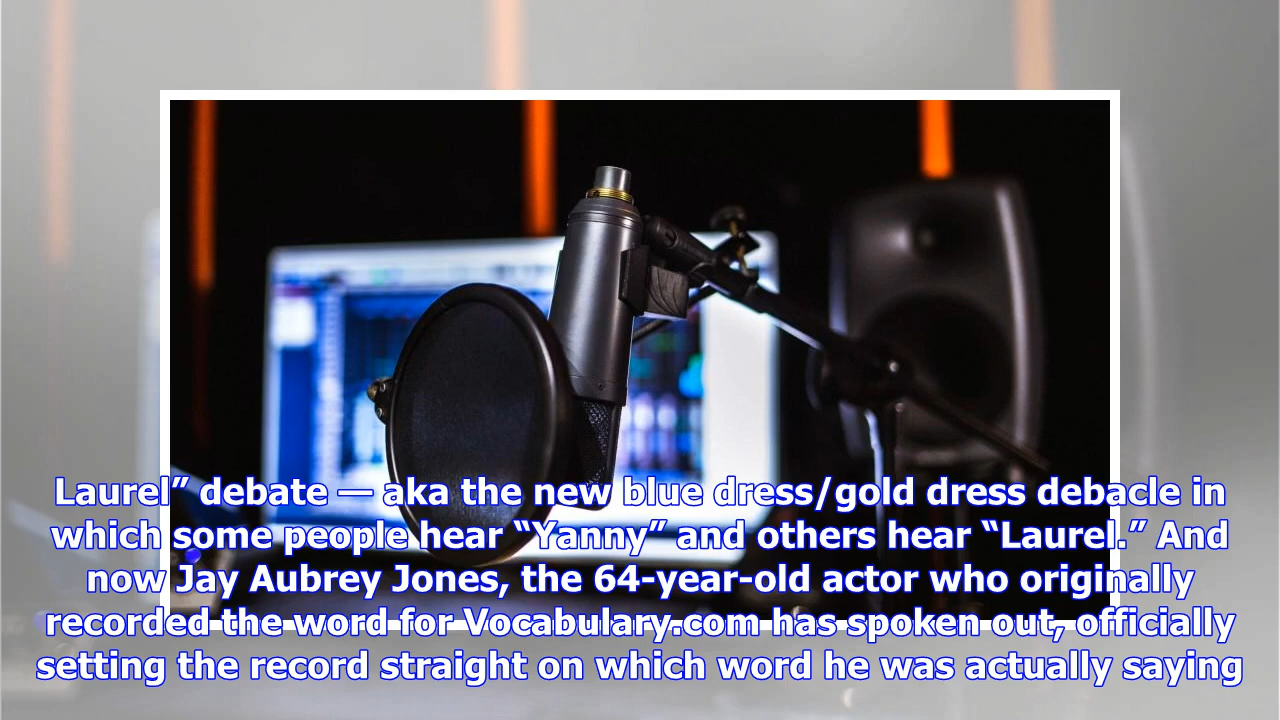 Laurel” debate — aka the new blue dress/gold dress debacle in
which some people hear “Yanny” and others hear “Laurel.” And
now Jay Aubrey Jones, the 64-year-old actor who originally
recorded the word for Vocabulary.com has spoken out, officially
setting the record straight on which word he was actually saying